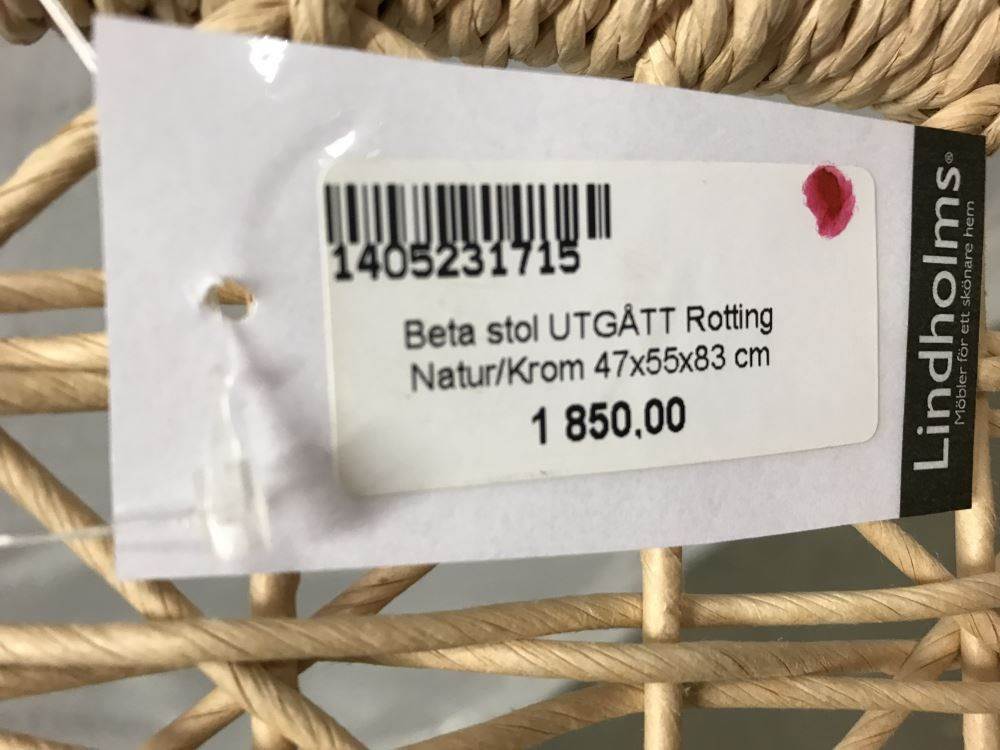 1405231715
Beta stol UTGÅTT Rotting
Natur/Krom 47x55x83 cm
1 850,00
Lindholms®
Möbler för ett skönare hem